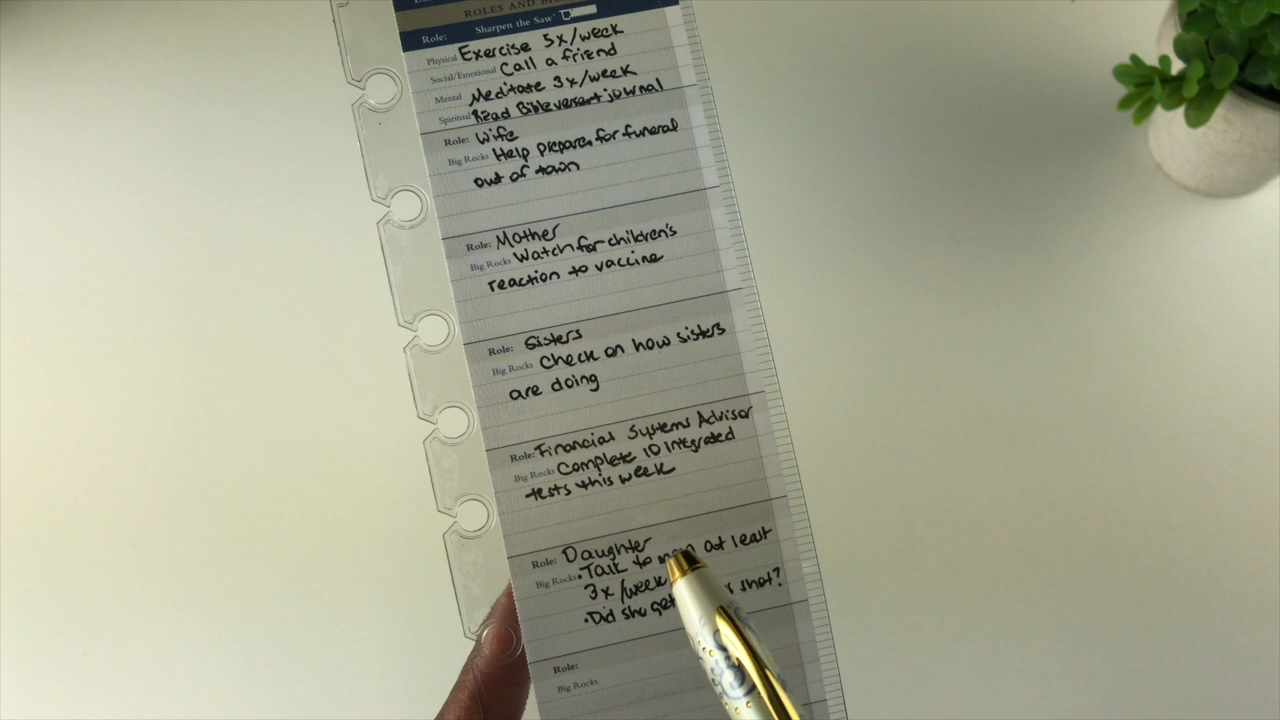 ROLES AND
Role: Sharpen the Saw
Physical Exercise 5x/week
Social/Emotional Call a friend
Mental Meditate 3x/week
Spiritual Read Bible verse + journal
Role: Wife
Big Rocks Help prepare for funeral
out of town
Role: Mother
Big Rocks Watch for children's
reaction to vaccine
Role: Sisters
Big Rocks Check on how sisters
are doing
Role: Financial Systems Advisor
Big Rocks Complete 10 integrated
tests this week
Role: Daughter
Big Rocks • Talk to mom at least
3x/week
• Did she get shot?
Role:
Big Rocks